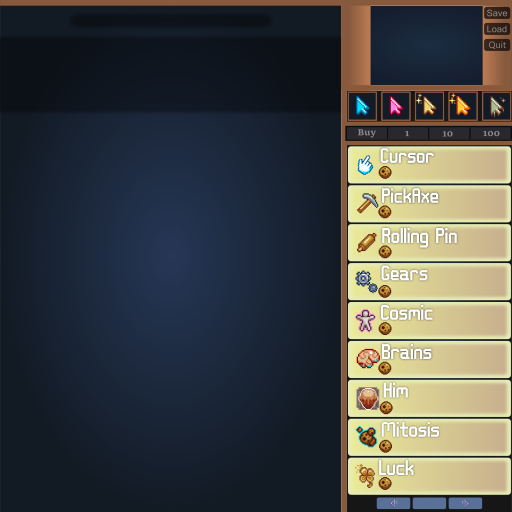 Save
Load
Quit
Buy 1 10 100
Cursor
PickAxe
Rolling Pin
Gears
Cosmic
Brains
Him
Mitosis
Luck